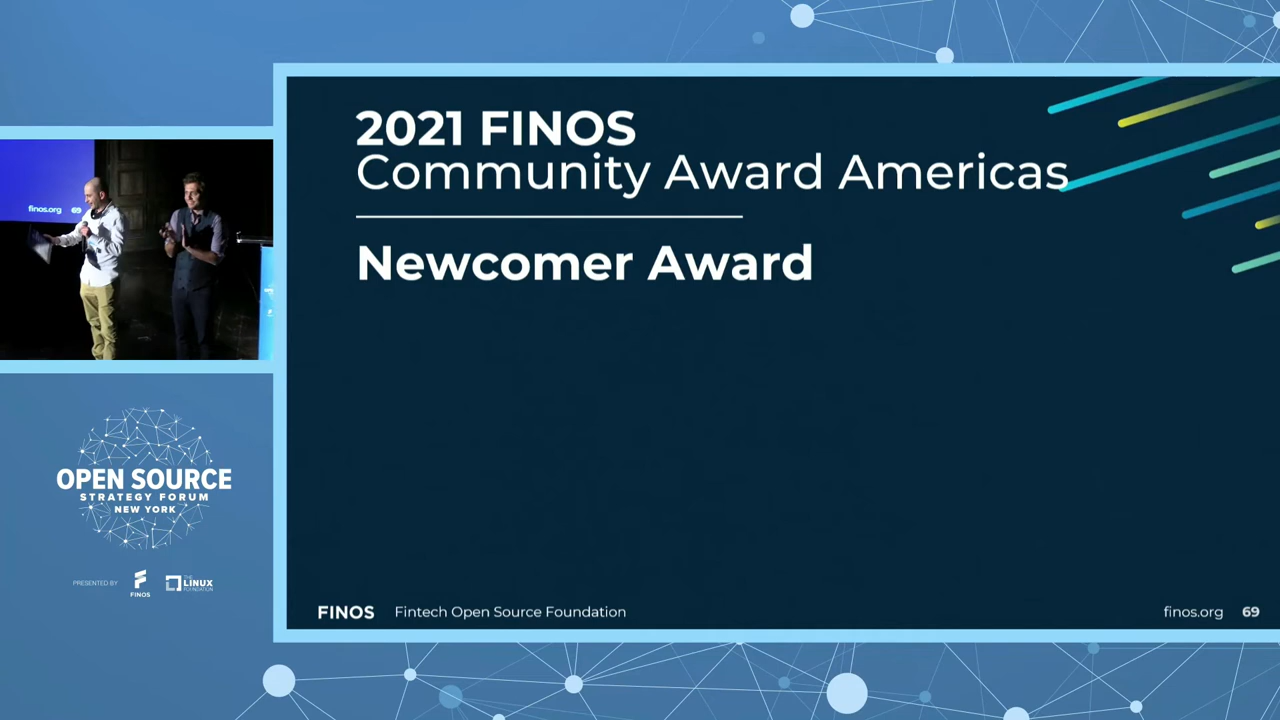 2021 FINOS
Community Award Americas
Newcomer Award
finos.org 69
OPEN SOURCE
STRATEGY FORUM
NEW YORK
PRESENTED BY
FINOS
THE
LINUX
FOUNDATION
FINOS Fintech Open Source Foundation
finos.org 69